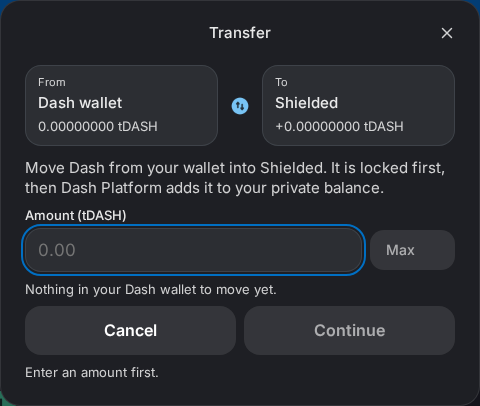 Transfer
From
Dash wallet
0.00000000 tDASH
To
Shielded
+0.00000000 tDASH
Move Dash from your wallet into Shielded. It is locked first,
then Dash Platform adds it to your private balance.
Amount (tDASH)
0.00
Max
Nothing in your Dash wallet to move yet.
Cancel
Continue
Enter an amount first.